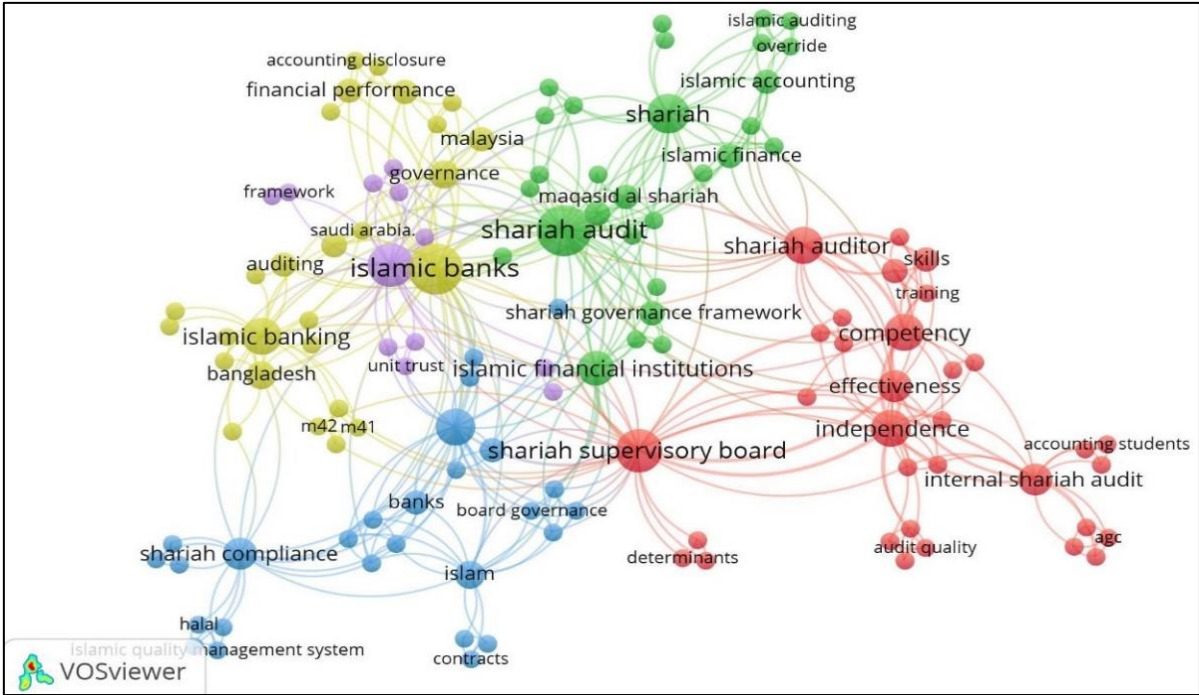 islamic auditing
override
accounting disclosure
financial performance
islamic accounting
shariah
malaysia
islamic finance
governance
framework
maqasid al shariah
saudi arabia.
shariah audit
shariah auditor
auditing
islamic banks
skills
training
shariah governance framework
islamic banking
competency
unit trust
islamic financial institutions
bangladesh
effectiveness
m42 m41
independence
shariah supervisory board
accounting students
internal shariah audit
banks
board governance
agc
shariah compliance
determinants
audit quality
islam
halal
islamic quality management system
contracts
VOSviewer